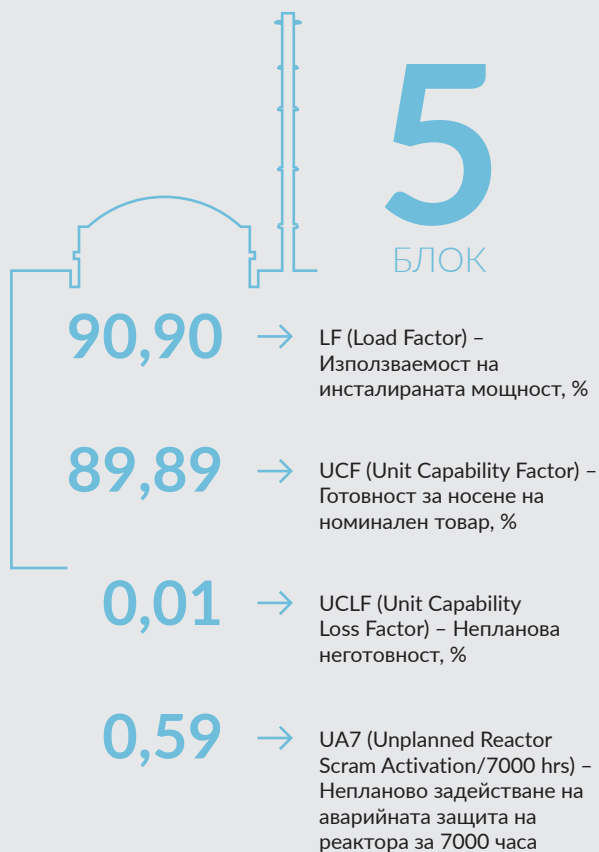 5
БЛОК
90,90 → LF (Load Factor) –
Използваемост на
инсталираната мощност, %
89,89 → UCF (Unit Capability Factor) –
Готовност за носене на
номинален товар, %
0,01 → UCLF (Unit Capability
Loss Factor) – Непланова
неготовност, %
0,59 → UA7 (Unplanned Reactor
Scram Activation/7000 hrs) –
Непланово задействане на
аварийната защита на
реактора за 7000 часа